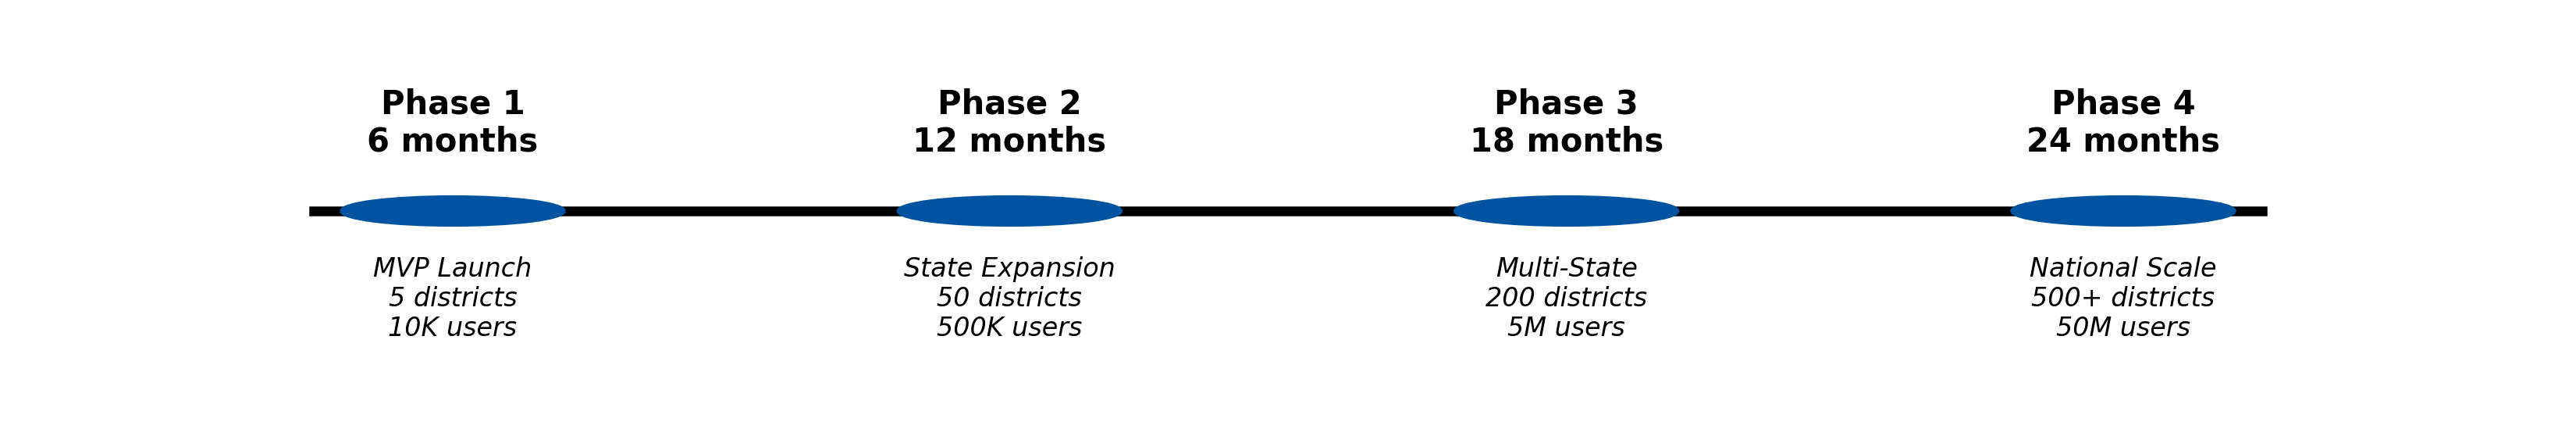 Phase 1
6 months
MVP Launch
5 districts
10K users
Phase 2
12 months
State Expansion
50 districts
500K users
Phase 3
18 months
Multi-State
200 districts
5M users
Phase 4
24 months
National Scale
500+ districts
50M users